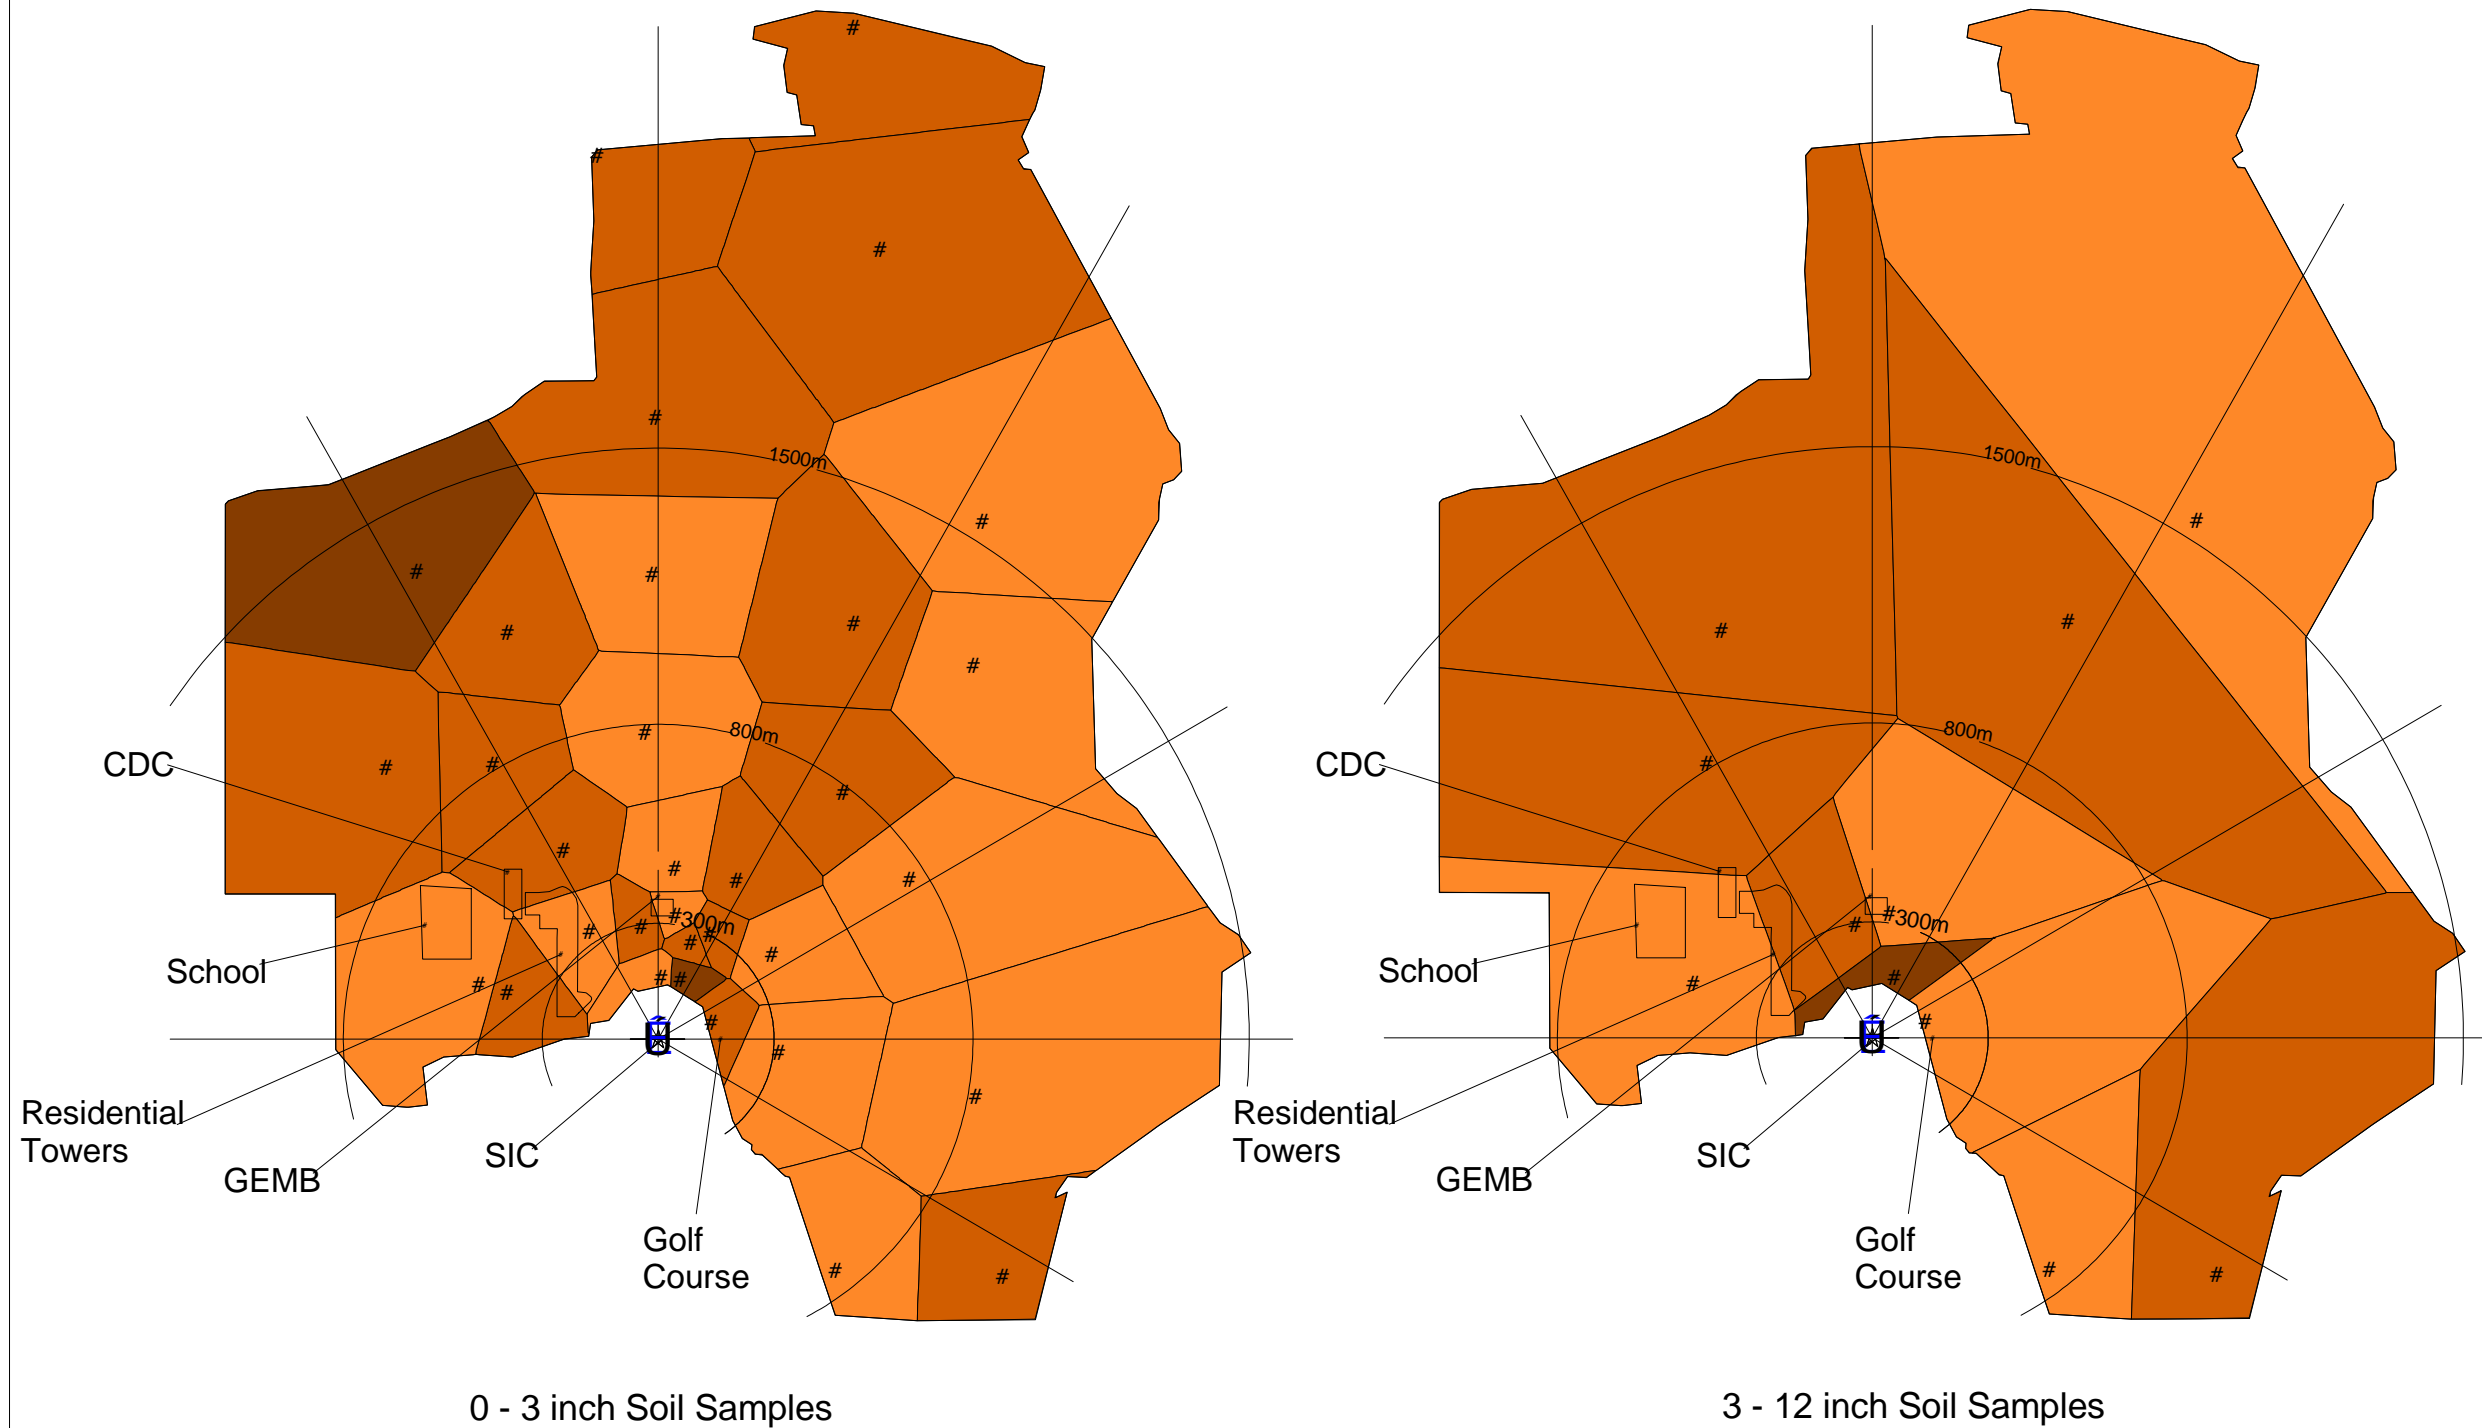 1500m
800m
300m
CDC
School
Residential
Towers
GEMB
SIC
Golf
Course
0 - 3 inch Soil Samples
1500m
800m
300m
CDC
School
Residential
Towers
GEMB
SIC
Golf
Course
3 - 12 inch Soil Samples